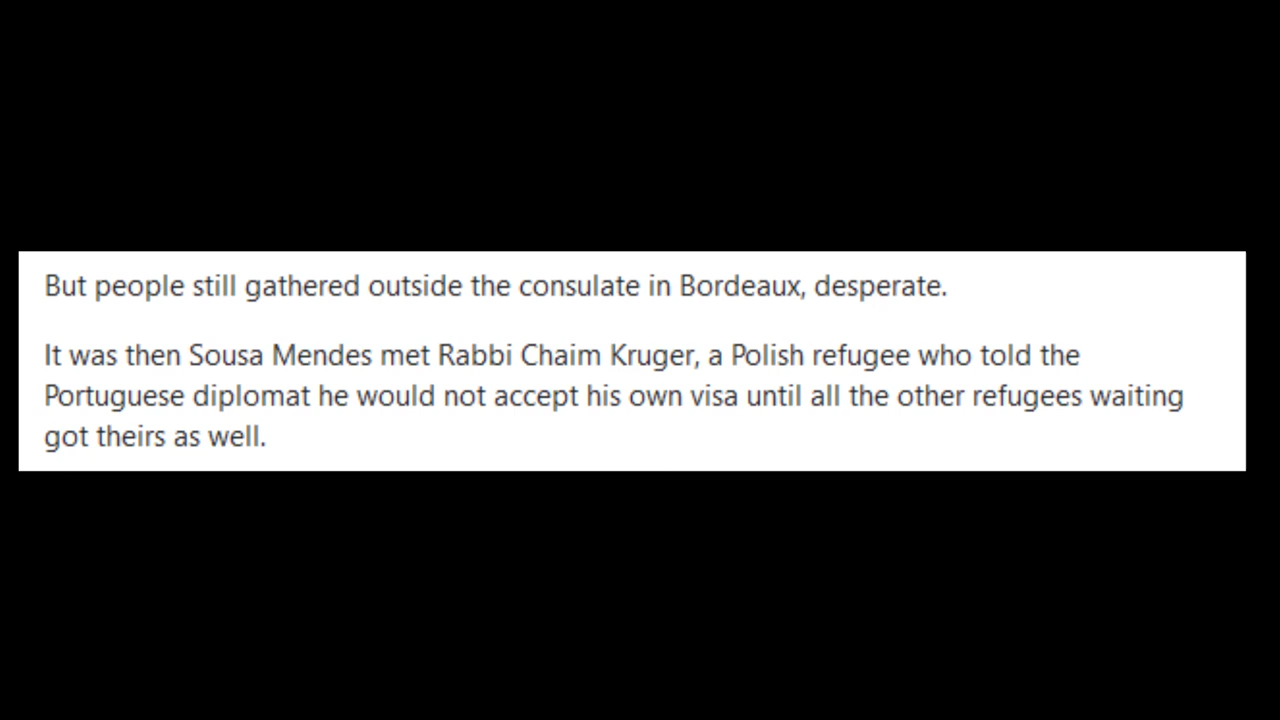 But people still gathered outside the consulate in Bordeaux, desperate.
It was then Sousa Mendes met Rabbi Chaim Kruger, a Polish refugee who told the
Portuguese diplomat he would not accept his own visa until all the other refugees waiting
got theirs as well.